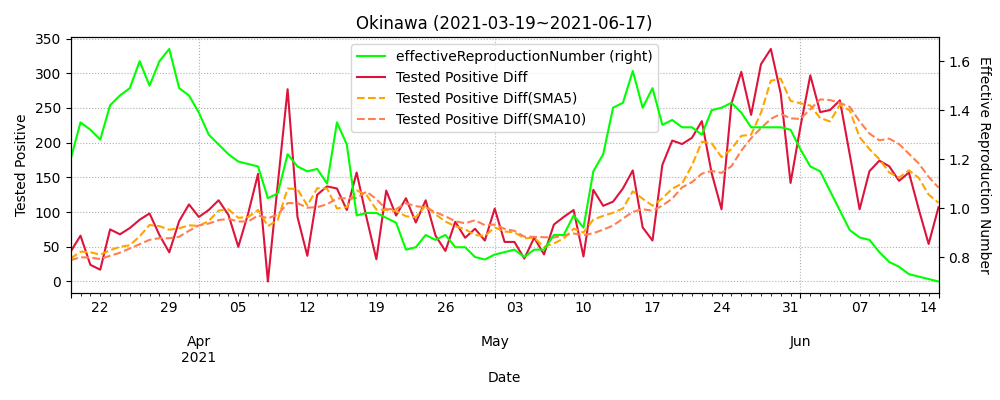 Okinawa (2021-03-19~2021-06-17)
effectiveReproductionNumber (right)
Tested Positive Diff
Tested Positive Diff(SMA5)
Tested Positive Diff(SMA10)
Tested Positive
350
300
250
200
150
100
50
0
1.6
1.4
1.2
1.0
0.8
Effective Reproduction Number
22 29 05 12 19 26 03 10 17 24 31 07 14
Apr May Jun
2021
Date